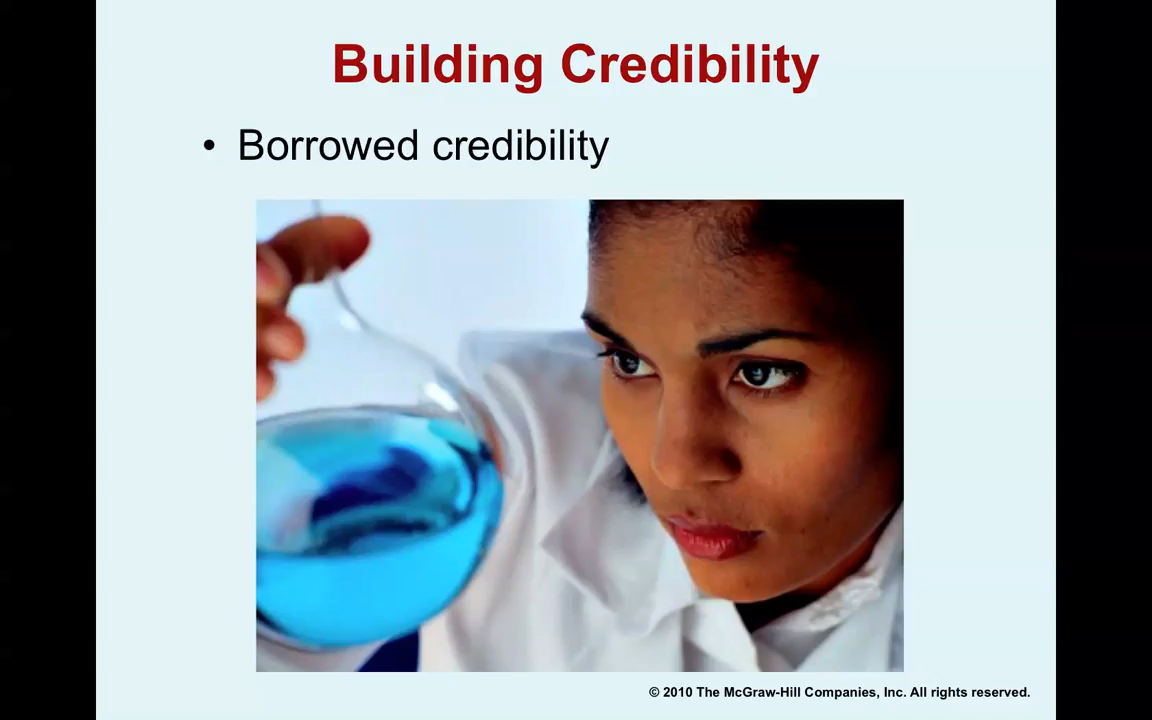 Building Credibility
• Borrowed credibility
© 2010 The McGraw-Hill Companies, Inc. All rights reserved.